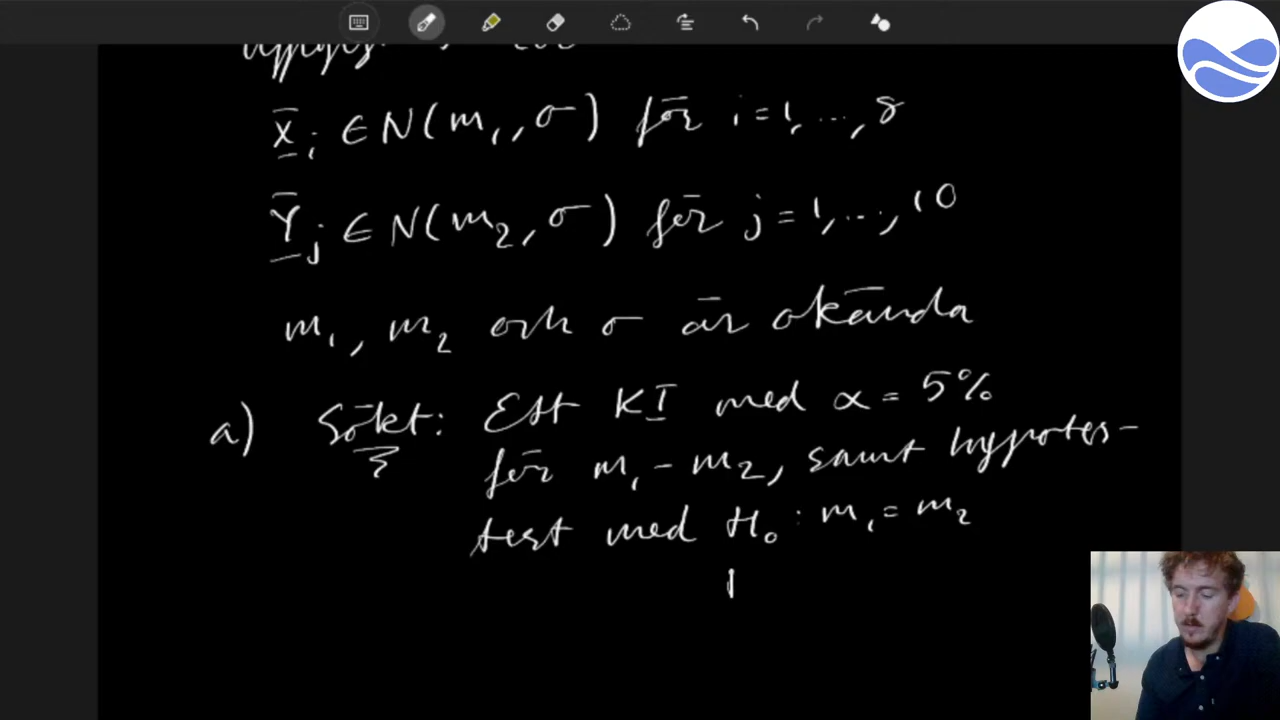 X̄i ∈ N(m₁, σ) för i = 1, ..., 8
Ȳj ∈ N(m₂, σ) för j = 1, ..., 10
m₁, m₂ och σ är okända
a) Sökt: Ett KI med α = 5%
för m₁ - m₂, samt hypotes-
test med H₀ : m₁ = m₂